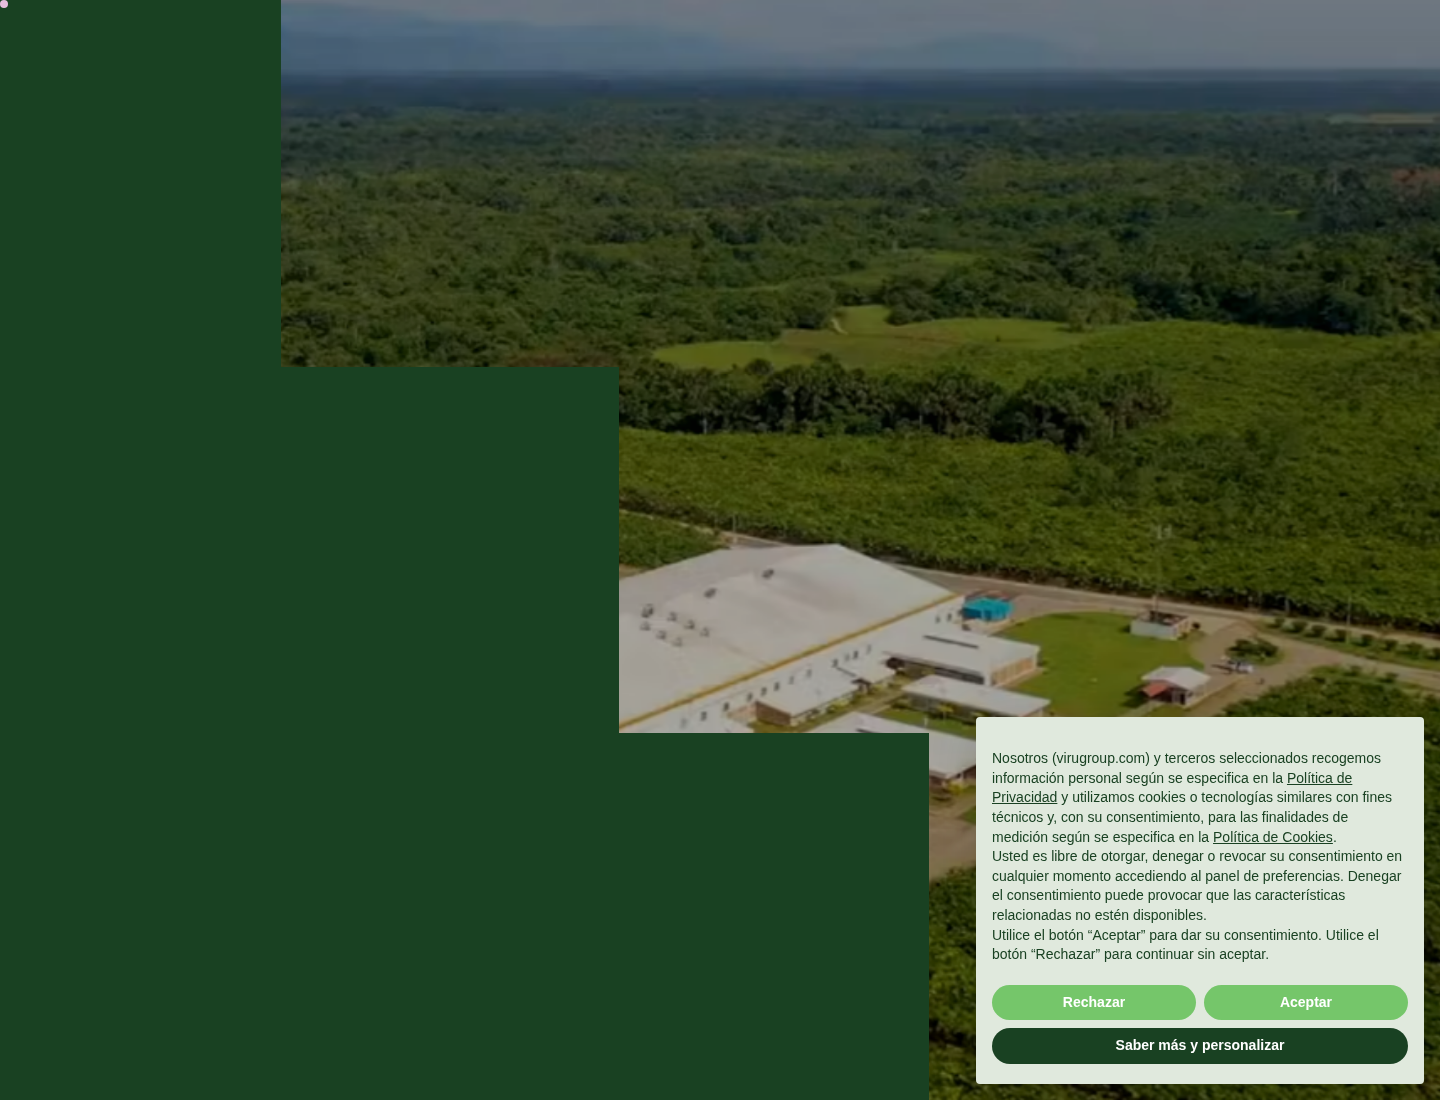 Nosotros (virugroup.com) y terceros seleccionados recogemos
información personal según se especifica en la Política de
Privacidad y utilizamos cookies o tecnologías similares con fines
técnicos y, con su consentimiento, para las finalidades de
medición según se especifica en la Política de Cookies.
Usted es libre de otorgar, denegar o revocar su consentimiento en
cualquier momento accediendo al panel de preferencias. Denegar
el consentimiento puede provocar que las características
relacionadas no estén disponibles.
Utilice el botón “Aceptar” para dar su consentimiento. Utilice el
botón “Rechazar” para continuar sin aceptar.
Rechazar
Aceptar
Saber más y personalizar